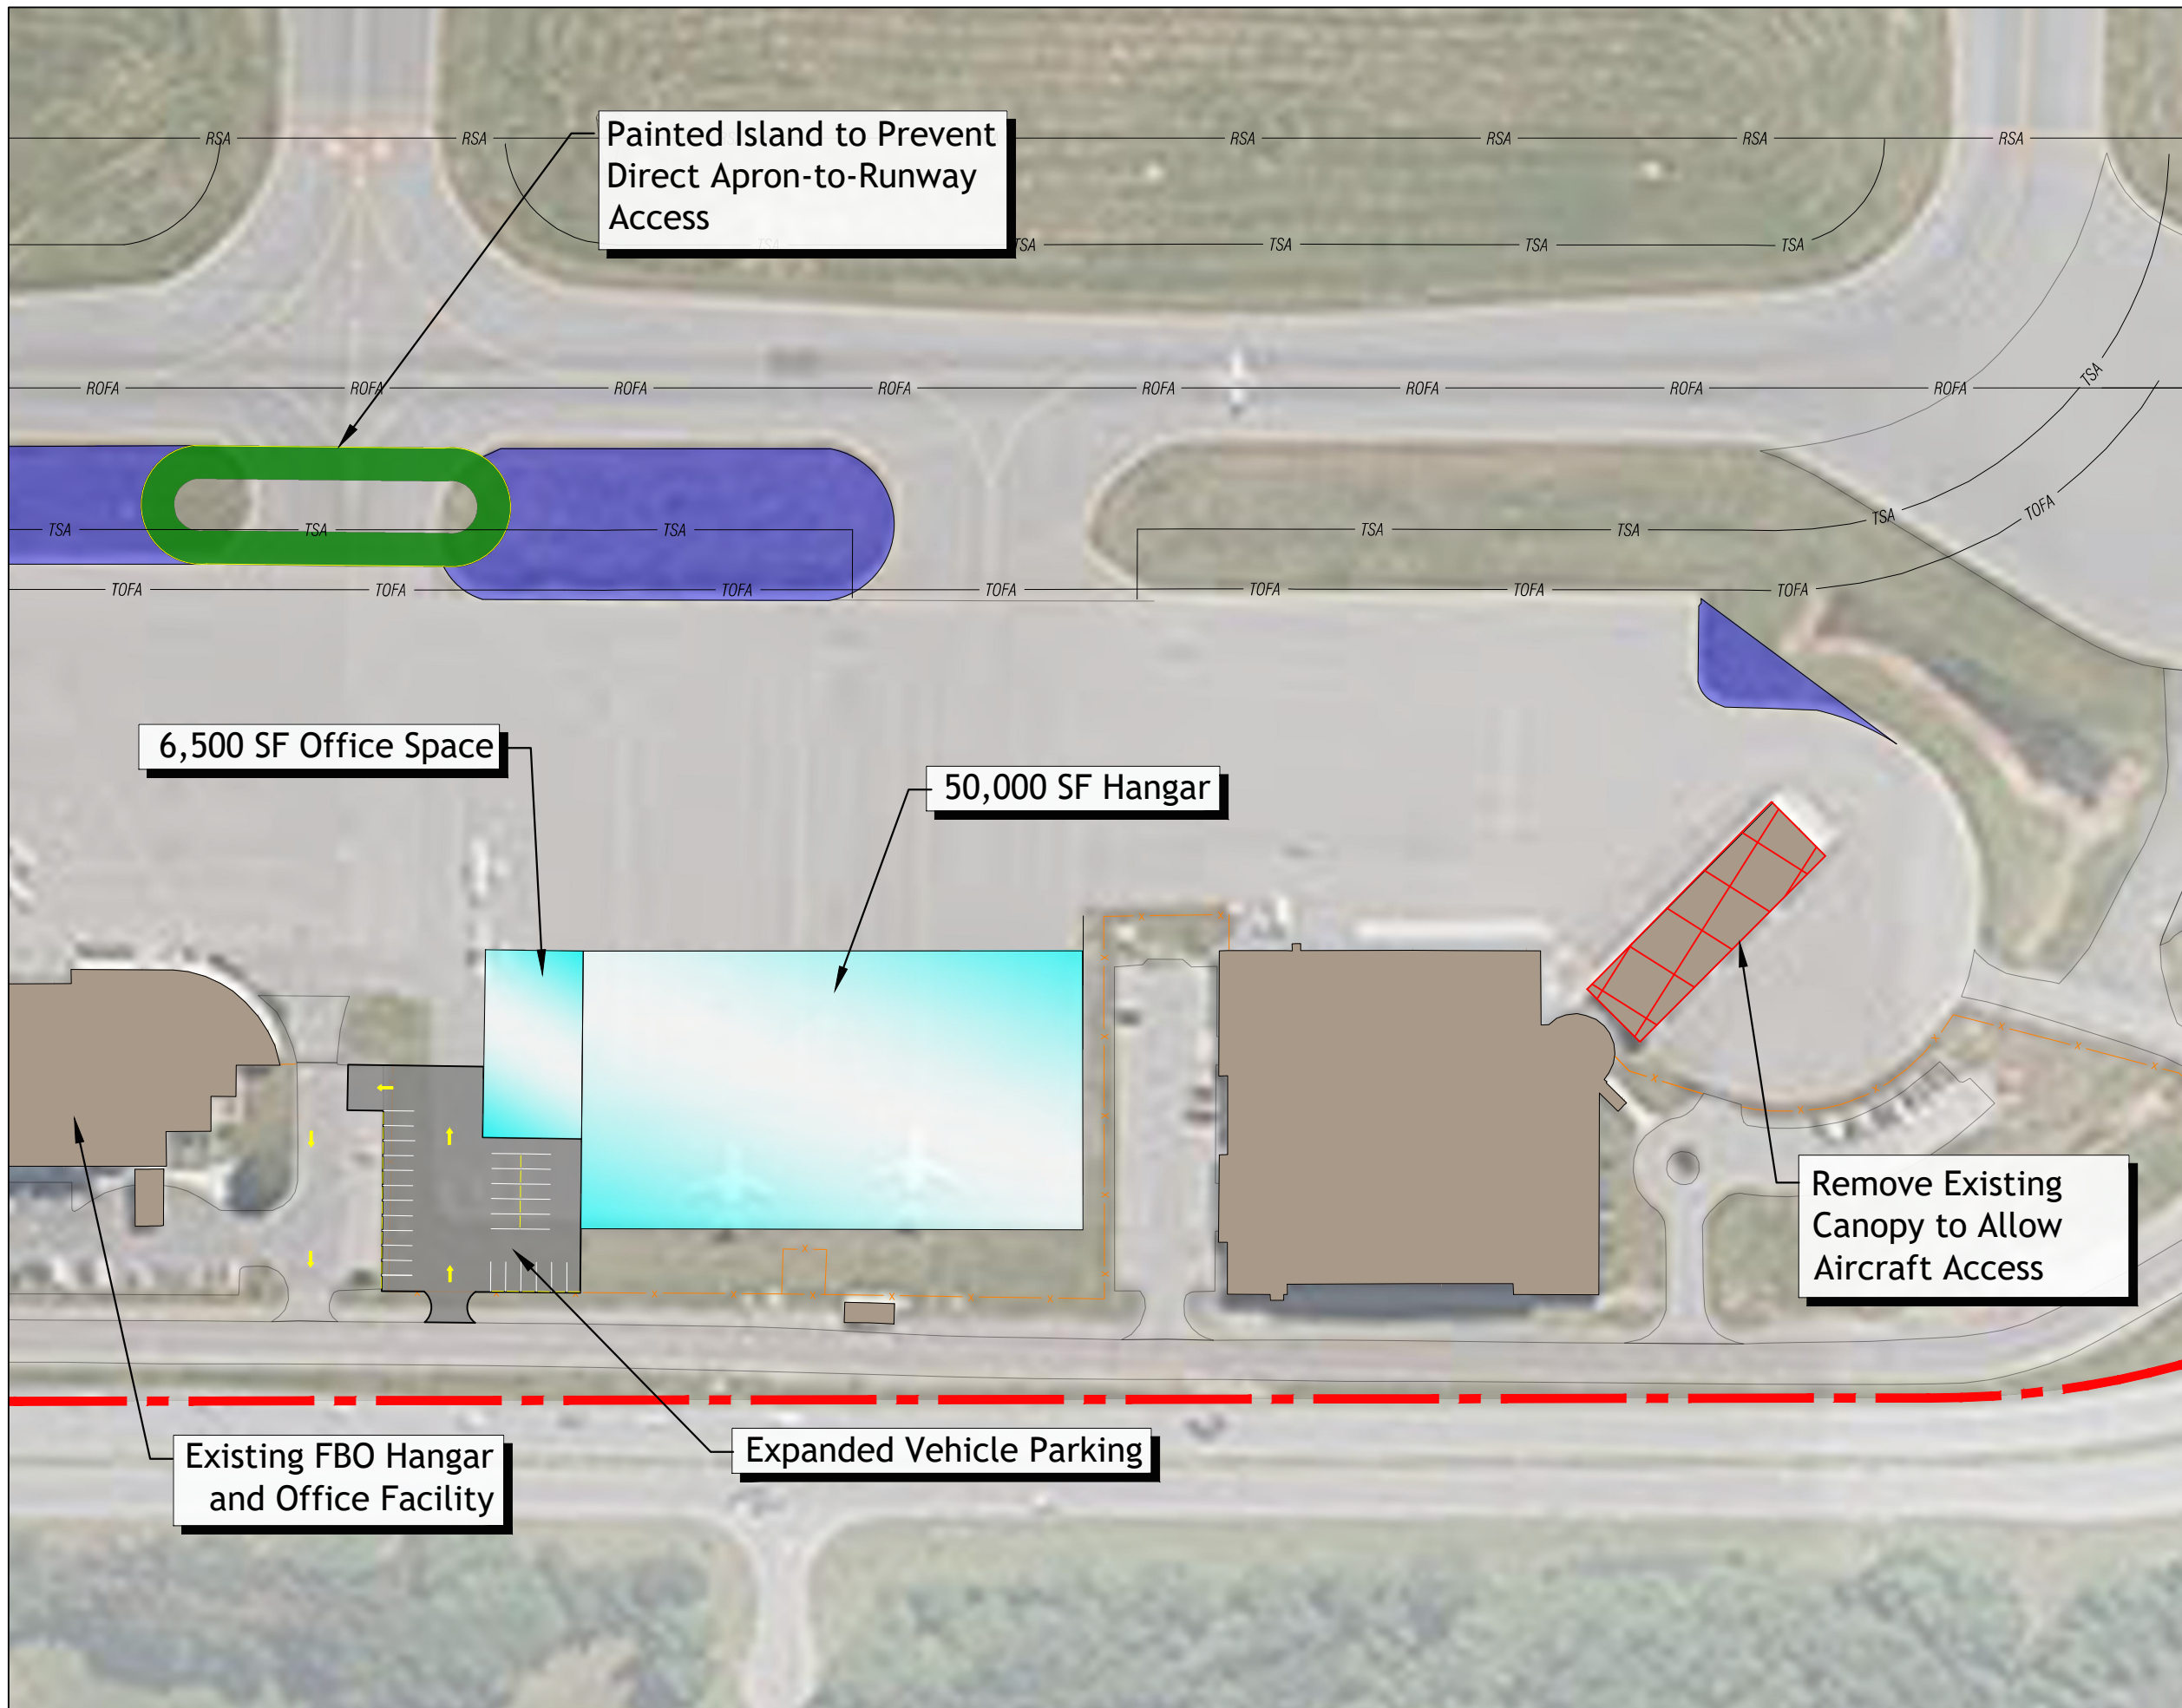 RSA RSA RSA RSA RSA RSA
Painted Island to Prevent
Direct Apron-to-Runway
Access
TSA TSA TSA TSA TSA
TSA
ROFA ROFA ROFA ROFA ROFA ROFA ROFA ROFA
TSA TSA TSA TSA TSA TSA
TOFA
TOFA TOFA TOFA TOFA TOFA TOFA TOFA
6,500 SF Office Space
50,000 SF Hangar
Remove Existing
Canopy to Allow
Aircraft Access
Expanded Vehicle Parking
Existing FBO Hangar
and Office Facility